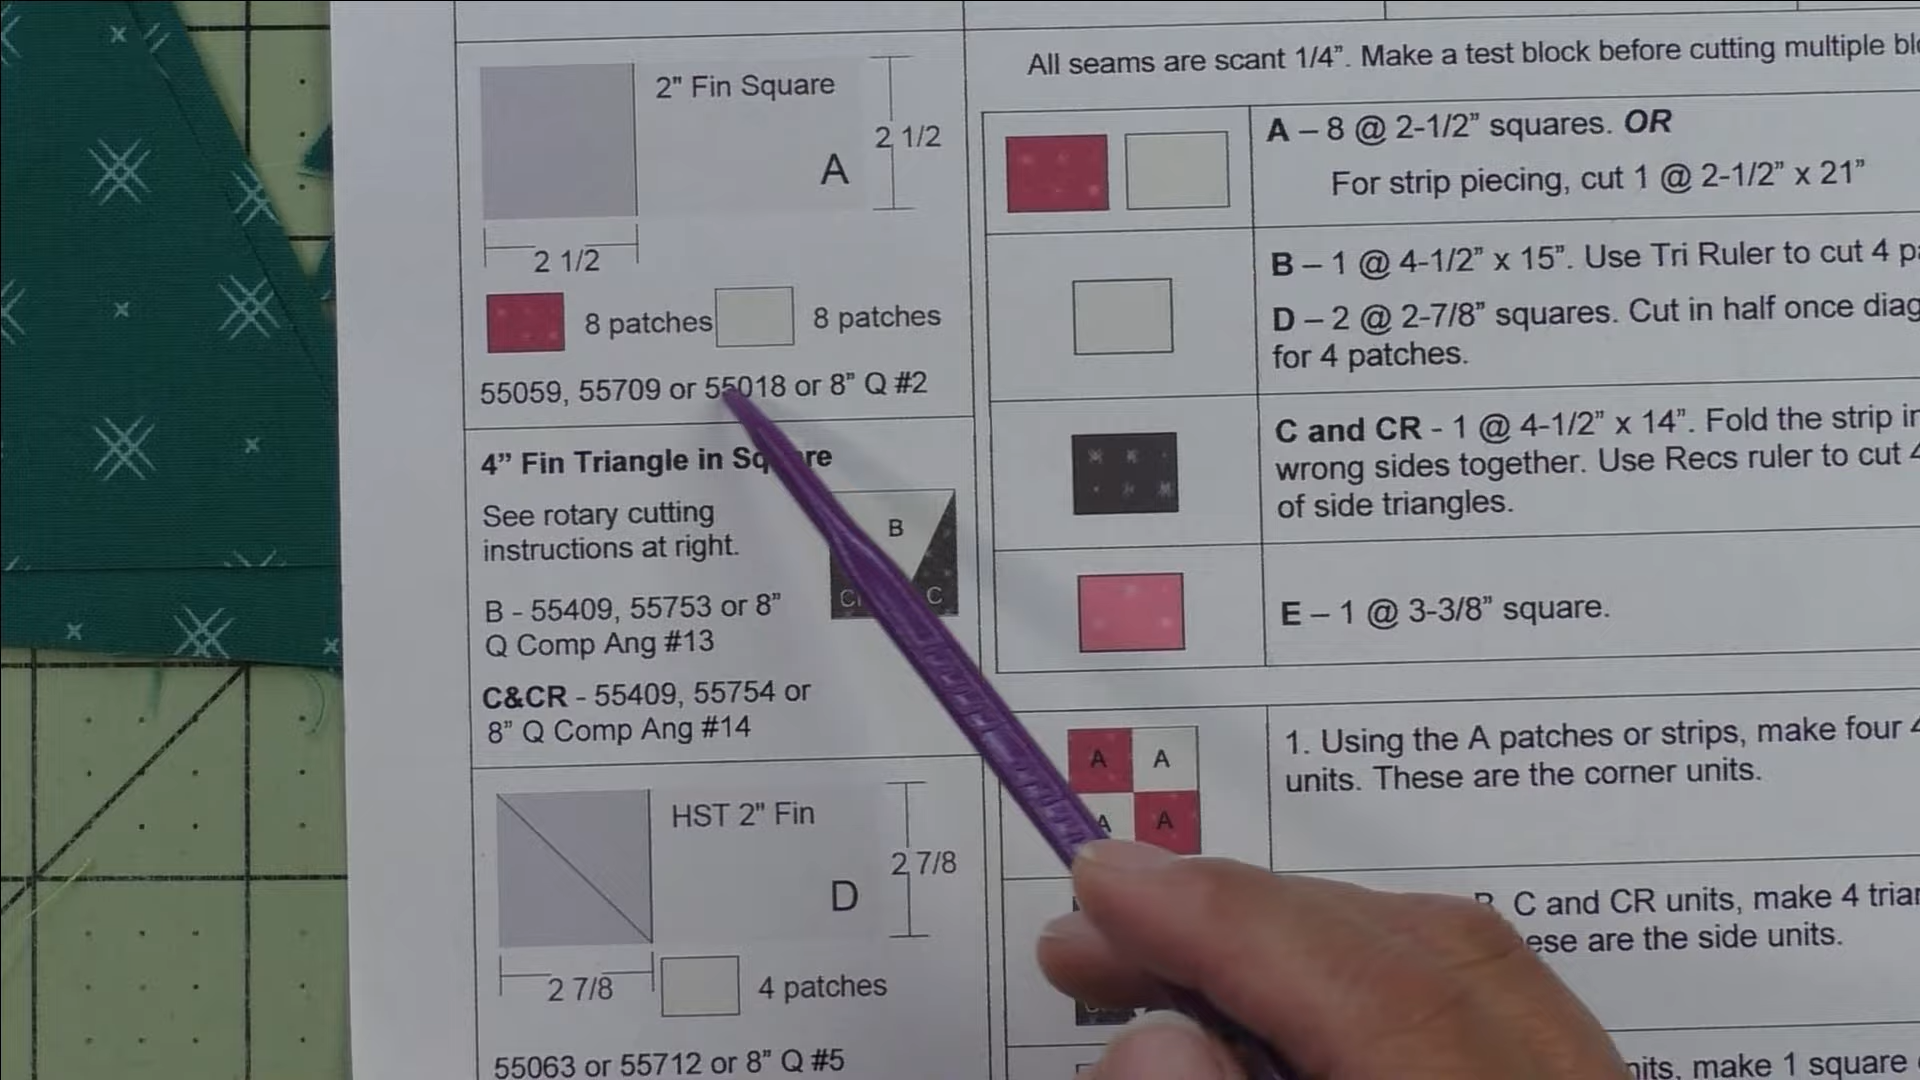 2" Fin Square
2 1/2
A
2 1/2
8 patches
8 patches
55059, 55709 or 55018 or 8” Q #2
4” Fin Triangle in
See rotary cutting
instructions at right.
B
C
B - 55409, 55753 or 8”
Q Comp Ang #13
C&CR - 55409, 55754 or
8” Q Comp Ang #14
HST 2" Fin
2 7/8
D
2 7/8
4 patches
55063 or 55712 or 8” Q #5
All seams are scant 1/4”. Make a test block before cutting multiple
A – 8 @ 2-1/2” squares. OR
For strip piecing, cut 1 @ 2-1/2” x 21”
B – 1 @ 4-1/2” x 15”. Use Tri Ruler to cut 4
D – 2 @ 2-7/8” squares. Cut in half once
for 4 patches.
C and CR - 1 @ 4-1/2” x 14”. Fold the strip
wrong sides together. Use Recs ruler to cut
of side triangles.
E – 1 @ 3-3/8” square.
A A
A A
1. Using the A patches or strips, make four
units. These are the corner units.
C and CR units, make 4
are the side units.
make 1 square